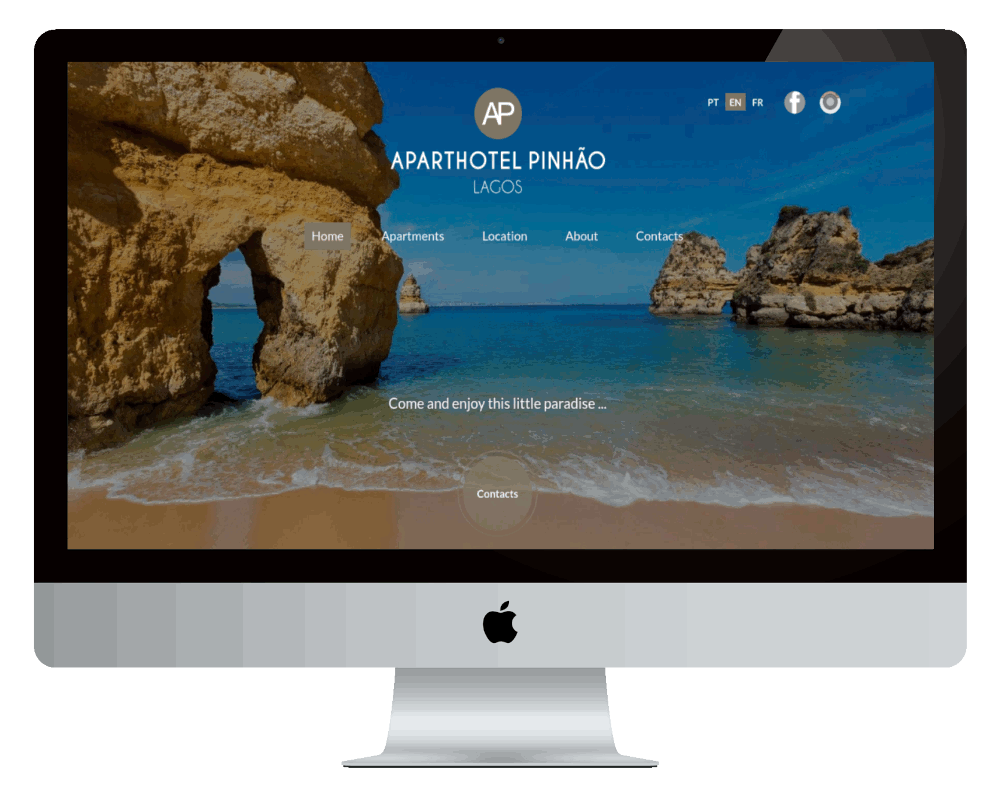 AP
APARTHOTEL PINHÃO
LAGOS
PT EN FR f
Home Apartments Location About Contacts
Come and enjoy this little paradise ...
Contacts